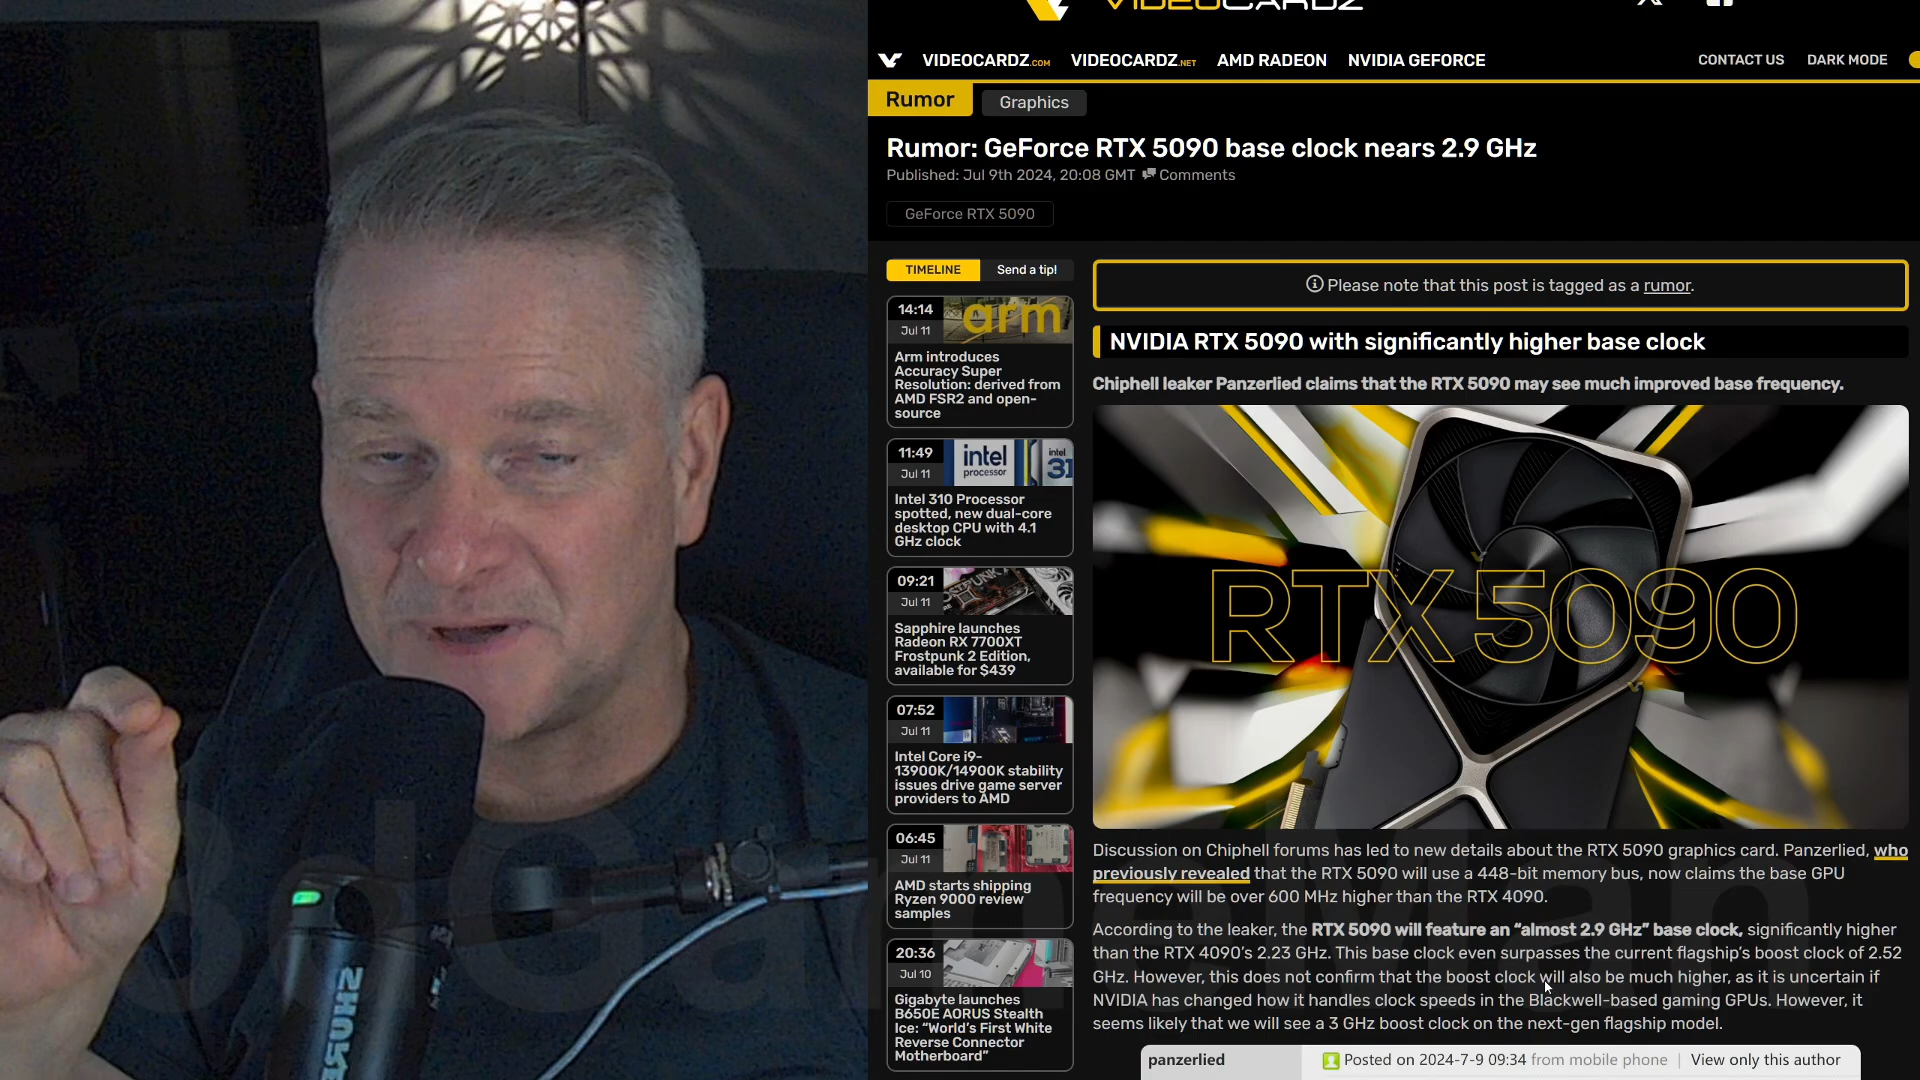 VIDEOCARDZ
VIDEOCARDZ.COM VIDEOCARDZ.NET AMD RADEON NVIDIA GEFORCE CONTACT US DARK MODE
Rumor Graphics
Rumor: GeForce RTX 5090 base clock nears 2.9 GHz
Published: Jul 9th 2024, 20:08 GMT Comments
GeForce RTX 5090
TIMELINE Send a tip!
14:14
Jul 11
arm
Arm introduces
Accuracy Super
Resolution: derived from
AMD FSR2 and open-
source
11:49
Jul 11
intel
processor
intel
31
Intel 310 Processor
spotted, new dual-core
desktop CPU with 4.1
GHz clock
09:21
Jul 11
Sapphire launches
Radeon RX 7700XT
Frostpunk 2 Edition,
available for $439
07:52
Jul 11
Intel Core i9-
13900K/14900K stability
issues drive game server
providers to AMD
06:45
Jul 11
AMD starts shipping
Ryzen 9000 review
samples
20:36
Jul 10
Gigabyte launches
B650E AORUS Stealth
Ice: “World’s First White
Reverse Connector
Motherboard”
Please note that this post is tagged as a rumor.
NVIDIA RTX 5090 with significantly higher base clock
Chiphell leaker Panzerlied claims that the RTX 5090 may see much improved base frequency.
RTX 5090
Discussion on Chiphell forums has led to new details about the RTX 5090 graphics card. Panzerlied, who
previously revealed that the RTX 5090 will use a 448-bit memory bus, now claims the base GPU
frequency will be over 600 MHz higher than the RTX 4090.
According to the leaker, the RTX 5090 will feature an “almost 2.9 GHz” base clock, significantly higher
than the RTX 4090’s 2.23 GHz. This base clock even surpasses the current flagship’s boost clock of 2.52
GHz. However, this does not confirm that the boost clock will also be much higher, as it is uncertain if
NVIDIA has changed how it handles clock speeds in the Blackwell-based gaming GPUs. However, it
seems likely that we will see a 3 GHz boost clock on the next-gen flagship model.
panzerlied Posted on 2024-7-9 09:34 from mobile phone | View only this author
SHURE